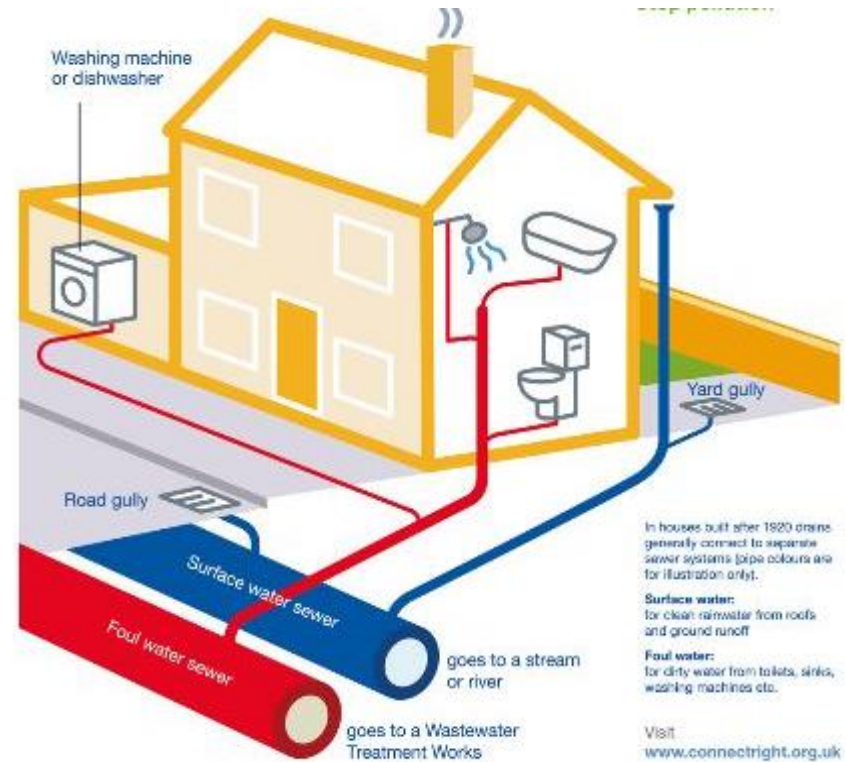 Stop pollution
Washing machine
or dishwasher
Yard gully
Road gully
Surface water sewer
Foul water sewer
goes to a stream
or river
goes to a Wastewater
Treatment Works
In houses built after 1920 drains
generally connect to separate
sewer systems (pipe colours are
for illustration only).
Surface water:
for clean rainwater from roofs
and ground runoff
Foul water:
for dirty water from toilets, sinks,
washing machines etc.
Visit
www.connectright.org.uk